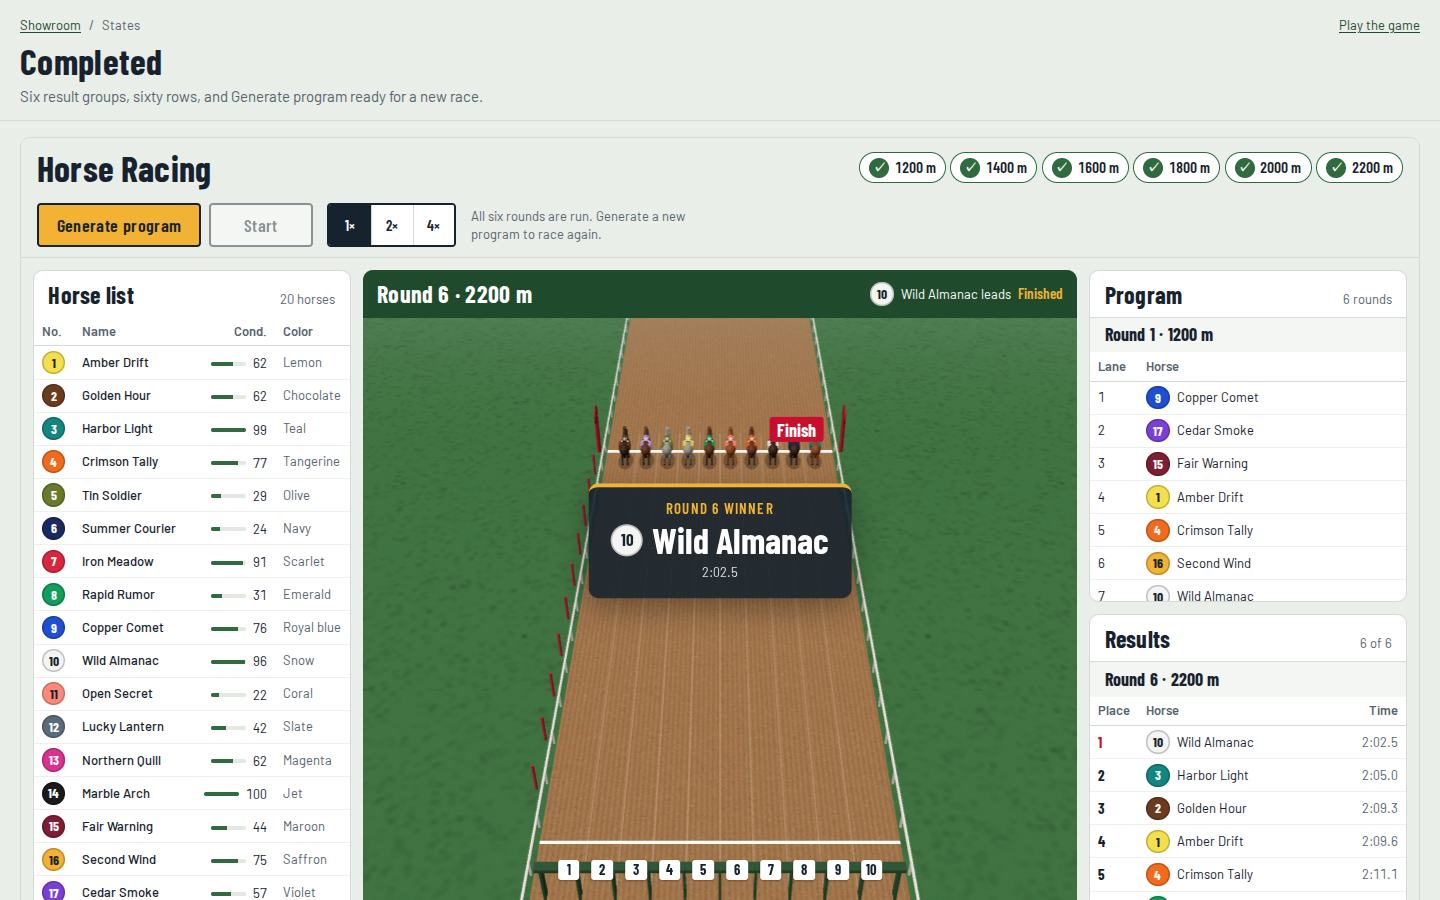 Showroom / States
Play the game
Completed
Six result groups, sixty rows, and Generate program ready for a new race.
Horse Racing
1200 m
1400 m
1600 m
1800 m
2000 m
2200 m
Generate program
Start
1×
2×
4×
All six rounds are run. Generate a new
program to race again.
Horse list
20 horses
No. Name Cond. Color
1 Amber Drift 62 Lemon
2 Golden Hour 62 Chocolate
3 Harbor Light 99 Teal
4 Crimson Tally 77 Tangerine
5 Tin Soldier 29 Olive
6 Summer Courier 24 Navy
7 Iron Meadow 91 Scarlet
8 Rapid Rumor 31 Emerald
9 Copper Comet 76 Royal blue
10 Wild Almanac 96 Snow
11 Open Secret 22 Coral
12 Lucky Lantern 42 Slate
13 Northern Quill 62 Magenta
14 Marble Arch 100 Jet
15 Fair Warning 44 Maroon
16 Second Wind 75 Saffron
17 Cedar Smoke 57 Violet
Round 6 · 2200 m
10 Wild Almanac leads Finished
Finish
ROUND 6 WINNER
10 Wild Almanac
2:02.5
1 2 3 4 5 6 7 8 9 10
Program
6 rounds
Round 1 · 1200 m
Lane Horse
1 9 Copper Comet
2 17 Cedar Smoke
3 15 Fair Warning
4 1 Amber Drift
5 4 Crimson Tally
6 16 Second Wind
7 10 Wild Almanac
Results
6 of 6
Round 6 · 2200 m
Place Horse Time
1 10 Wild Almanac 2:02.5
2 3 Harbor Light 2:05.0
3 2 Golden Hour 2:09.3
4 1 Amber Drift 2:09.6
5 4 Crimson Tally 2:11.1